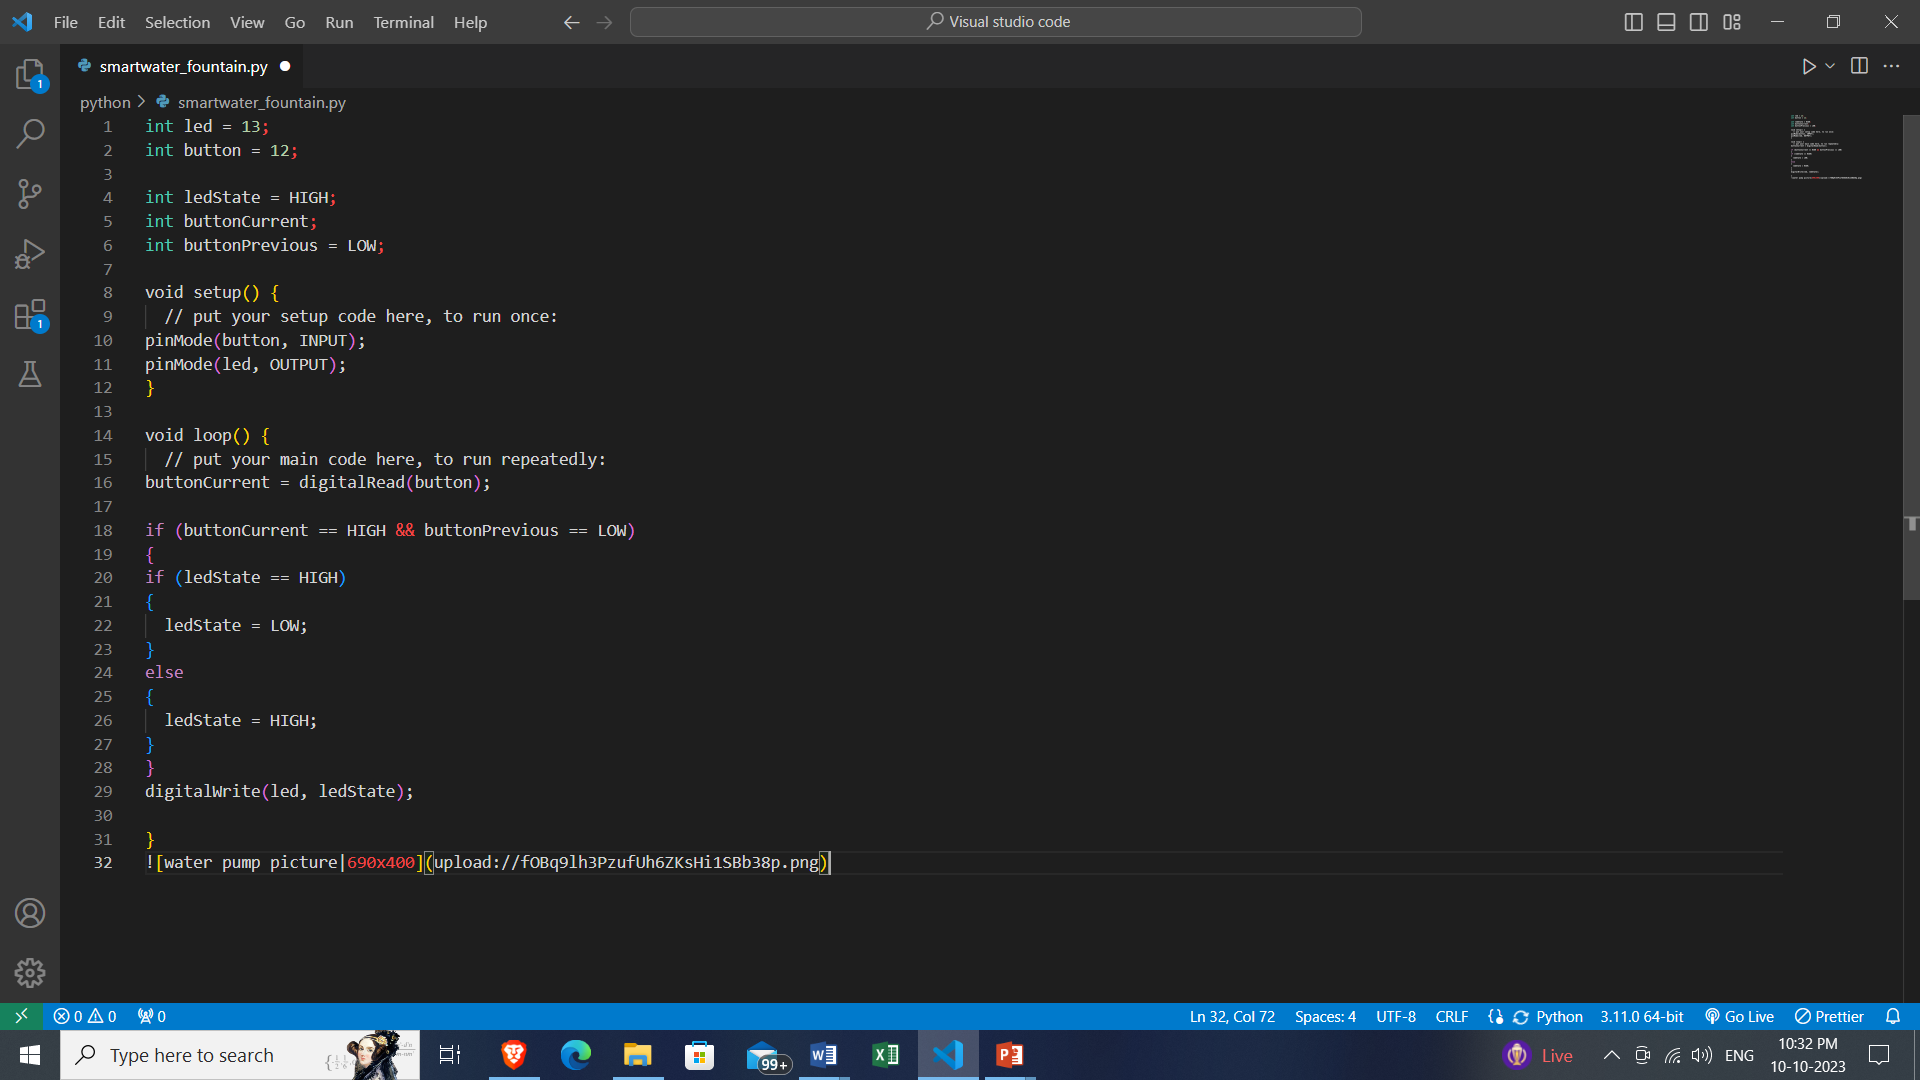 File Edit Selection View Go Run Terminal Help Visual studio code
smartwater_fountain.py
python > smartwater_fountain.py
1 int led = 13;
2 int button = 12;
3
4 int ledState = HIGH;
5 int buttonCurrent;
6 int buttonPrevious = LOW;
7
8 void setup() {
9 // put your setup code here, to run once:
10 pinMode(button, INPUT);
11 pinMode(led, OUTPUT);
12 }
13
14 void loop() {
15 // put your main code here, to run repeatedly:
16 buttonCurrent = digitalRead(button);
17
18 if (buttonCurrent == HIGH && buttonPrevious == LOW)
19 {
20 if (ledState == HIGH)
21 {
22 ledState = LOW;
23 }
24 else
25 {
26 ledState = HIGH;
27 }
28 }
29 digitalWrite(led, ledState);
30
31 }
32 ![water pump picture|690x400](upload://fOBq9lh3PzufUh6ZKsHi1SBb38p.png)
1
1
0 0 0 Ln 32, Col 72 Spaces: 4 UTF-8 CRLF Python 3.11.0 64-bit Go Live Prettier
Type here to search 99+ Live ENG 10:32 PM
10-10-2023